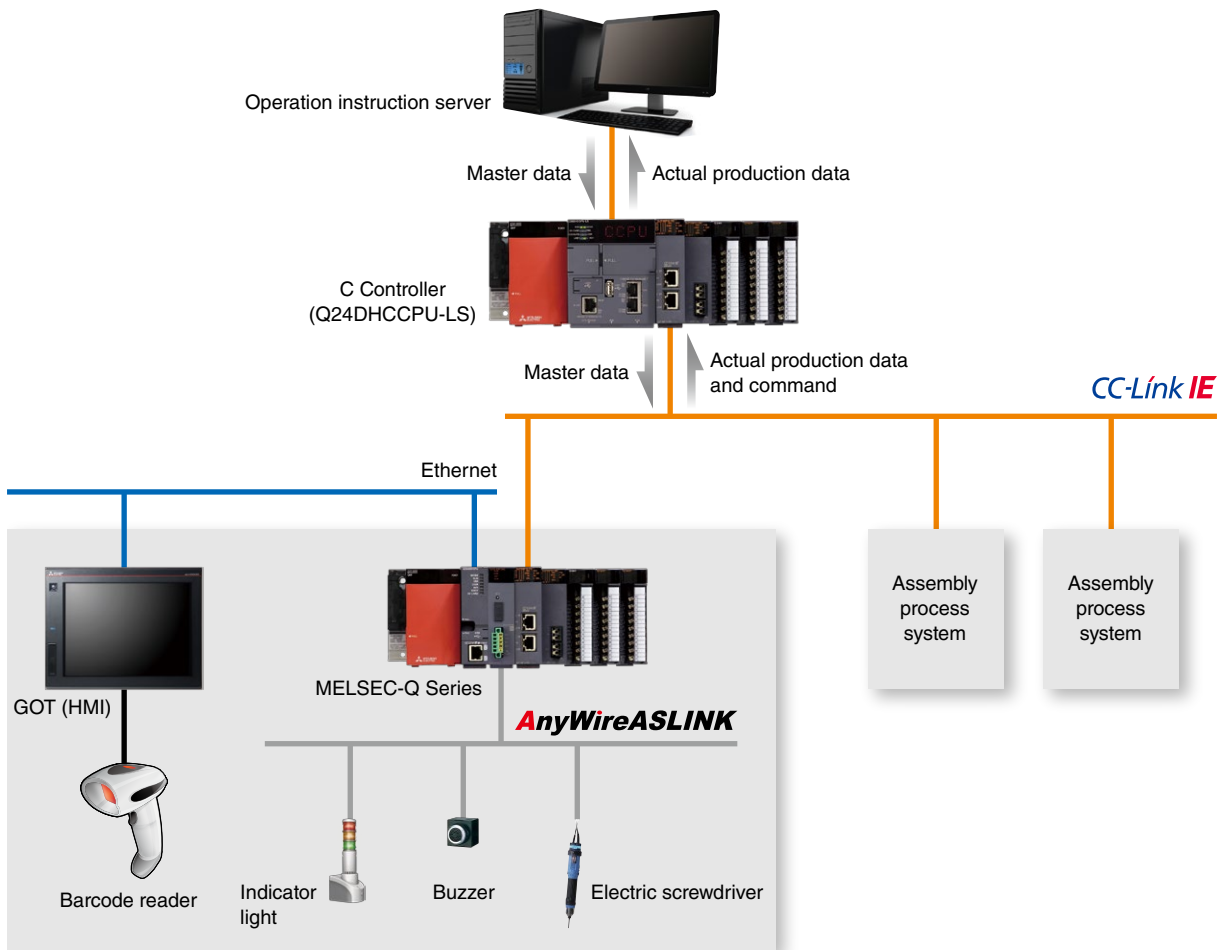 Operation instruction server
Master data
Actual production data
CCPU
C Controller
(Q24DHCCPU-LS)
Master data
Actual production data
and command
CC-Link IE
Ethernet
Assembly
process
system
Assembly
process
system
MELSEC-Q Series
GOT (HMI)
AnyWireASLINK
Barcode reader
Indicator
light
Buzzer
Electric screwdriver